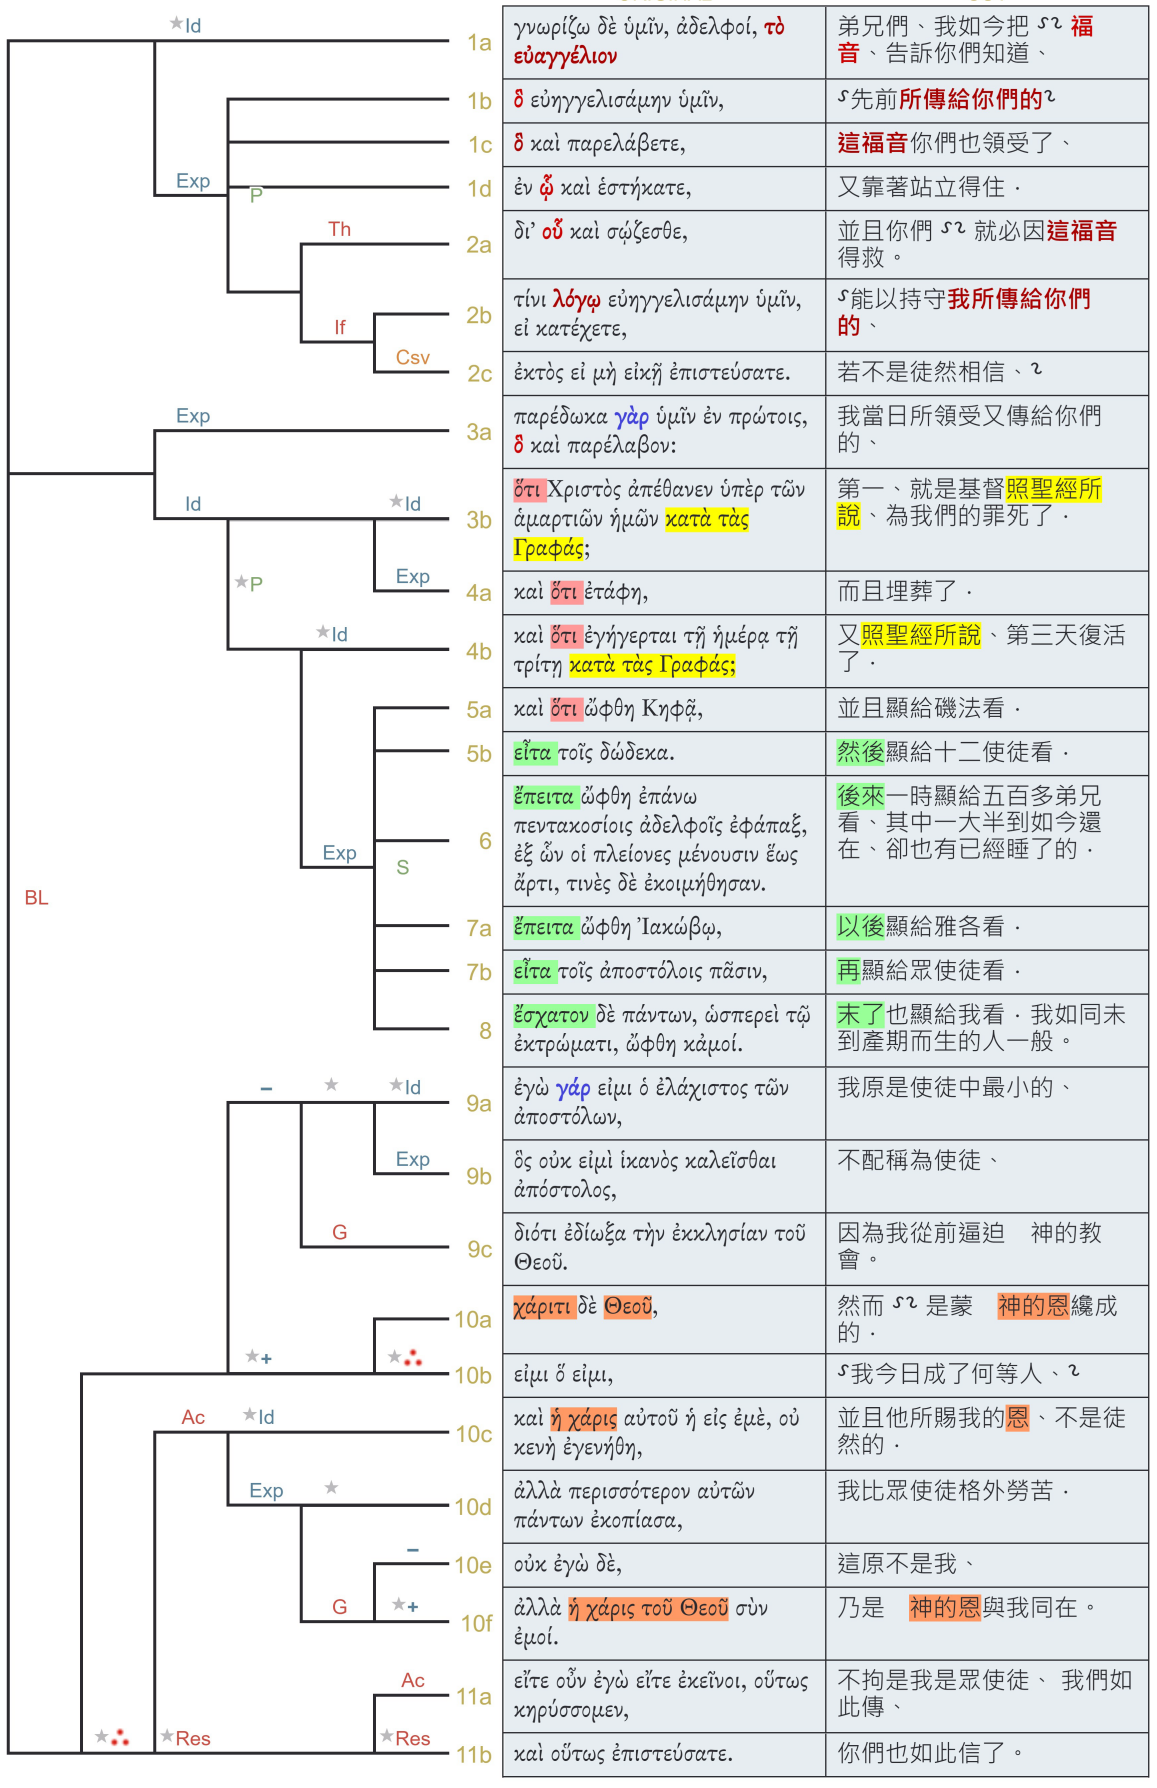 ★Id
1a
γνωρίζω δὲ ὑμῖν, ἀδελφοί, τὸ
εὐαγγέλιον
弟兄們、我如今把 ᔑᔓ 福
音、告訴你們知道、
1b
ὃ εὐηγγελισάμην ὑμῖν,
ᔑ先前所傳給你們的ᔓ
1c
ὃ καὶ παρελάβετε,
這福音你們也領受了、
Exp
P
1d
ἐν ᾧ καὶ ἑστήκατε,
又靠著站立得住．
Th
2a
δι’ οὗ καὶ σῴζεσθε,
並且你們 ᔑᔓ 就必因這福音
得救。
If
2b
τίνι λόγῳ εὐηγγελισάμην ὑμῖν,
εἰ κατέχετε,
ᔑ能以持守我所傳給你們
的、
Csv
2c
ἐκτὸς εἰ μὴ εἰκῇ ἐπιστεύσατε.
若不是徒然相信、ᔓ
Exp
3a
παρέδωκα γὰρ ὑμῖν ἐν πρώτοις,
ὃ καὶ παρέλαβον:
我當日所領受又傳給你們
的、
Id
★Id
3b
ὅτι Χριστὸς ἀπέθανεν ὑπὲρ τῶν
ἁμαρτιῶν ἡμῶν κατὰ τὰς
Γραφάς;
第一、就是基督照聖經所
說、為我們的罪死了．
★P
Exp
4a
καὶ ὅτι ἐτάφη,
而且埋葬了．
★Id
4b
καὶ ὅτι ἐγήγερται τῇ ἡμέρᾳ τῇ
τρίτῃ κατὰ τὰς Γραφάς;
又照聖經所說、第三天復活
了．
5a
καὶ ὅτι ὤφθη Κηφᾷ,
並且顯給磯法看．
5b
εἶτα τοῖς δώδεκα.
然後顯給十二使徒看．
Exp
S
6
ἔπειτα ὤφθη ἐπάνω
πεντακοσίοις ἀδελφοῖς ἐφάπαξ,
ἐξ ὧν οἱ πλείονες μένουσιν ἕως
ἄρτι, τινὲς δὲ ἐκοιμήθησαν.
後來一時顯給五百多弟兄
看、其中一大半到如今還
在、卻也有已經睡了的．
BL
7a
ἔπειτα ὤφθη Ἰακώβῳ,
以後顯給雅各看．
7b
εἶτα τοῖς ἀποστόλοις πᾶσιν,
再顯給眾使徒看．
8
ἔσχατον δὲ πάντων, ὡσπερεὶ τῷ
ἐκτρώματι, ὤφθη κἀμοί.
末了也顯給我看．我如同未
到產期而生的人一般。
– ★ ★Id
9a
ἐγὼ γάρ εἰμι ὁ ἐλάχιστος τῶν
ἀποστόλων,
我原是使徒中最小的、
Exp
9b
ὃς οὐκ εἰμὶ ἱκανὸς καλεῖσθαι
ἀπόστολος,
不配稱為使徒、
G
9c
διότι ἐδίωξα τὴν ἐκκλησίαν τοῦ
Θεοῦ.
因為我從前逼迫　神的教
會。
10a
χάριτι δὲ Θεοῦ,
然而 ᔑᔓ 是蒙　神的恩纔成
的．
★+ ★
10b
εἰμι ὅ εἰμι,
ᔑ我今日成了何等人、ᔓ
Ac ★Id
10c
καὶ ἡ χάρις αὐτοῦ ἡ εἰς ἐμὲ, οὐ
κενὴ ἐγενήθη,
並且他所賜我的恩、不是徒
然的．
Exp ★
10d
ἀλλὰ περισσότερον αὐτῶν
πάντων ἐκοπίασα,
我比眾使徒格外勞苦．
–
10e
οὐκ ἐγὼ δὲ,
這原不是我、
G ★+
10f
ἀλλὰ ἡ χάρις τοῦ Θεοῦ σὺν
ἐμοί.
乃是　神的恩與我同在。
Ac
11a
εἴτε οὖν ἐγὼ εἴτε ἐκεῖνοι, οὕτως
κηρύσσομεν,
不拘是我是眾使徒、 我們如
此傳、
★ ★Res ★Res
11b
καὶ οὕτως ἐπιστεύσατε.
你們也如此信了。